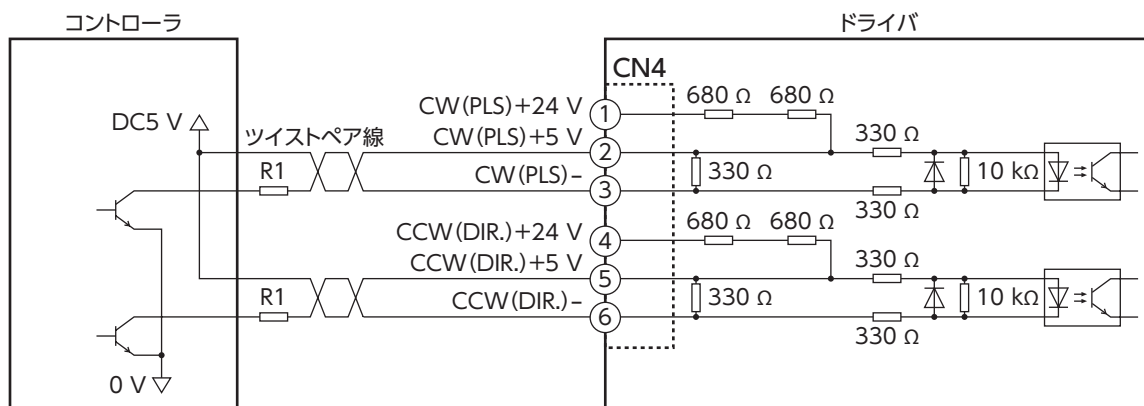 コントローラ
ドライバ
CN4
CW(PLS)+24 V
1
680 Ω
680 Ω
DC5 V
ツイストペア線
CW(PLS)+5 V
2
330 Ω
R1
CW(PLS)−
3
330 Ω
10 kΩ
330 Ω
CCW(DIR.)+24 V
4
680 Ω
680 Ω
CCW(DIR.)+5 V
5
330 Ω
R1
CCW(DIR.)−
6
330 Ω
10 kΩ
330 Ω
0 V